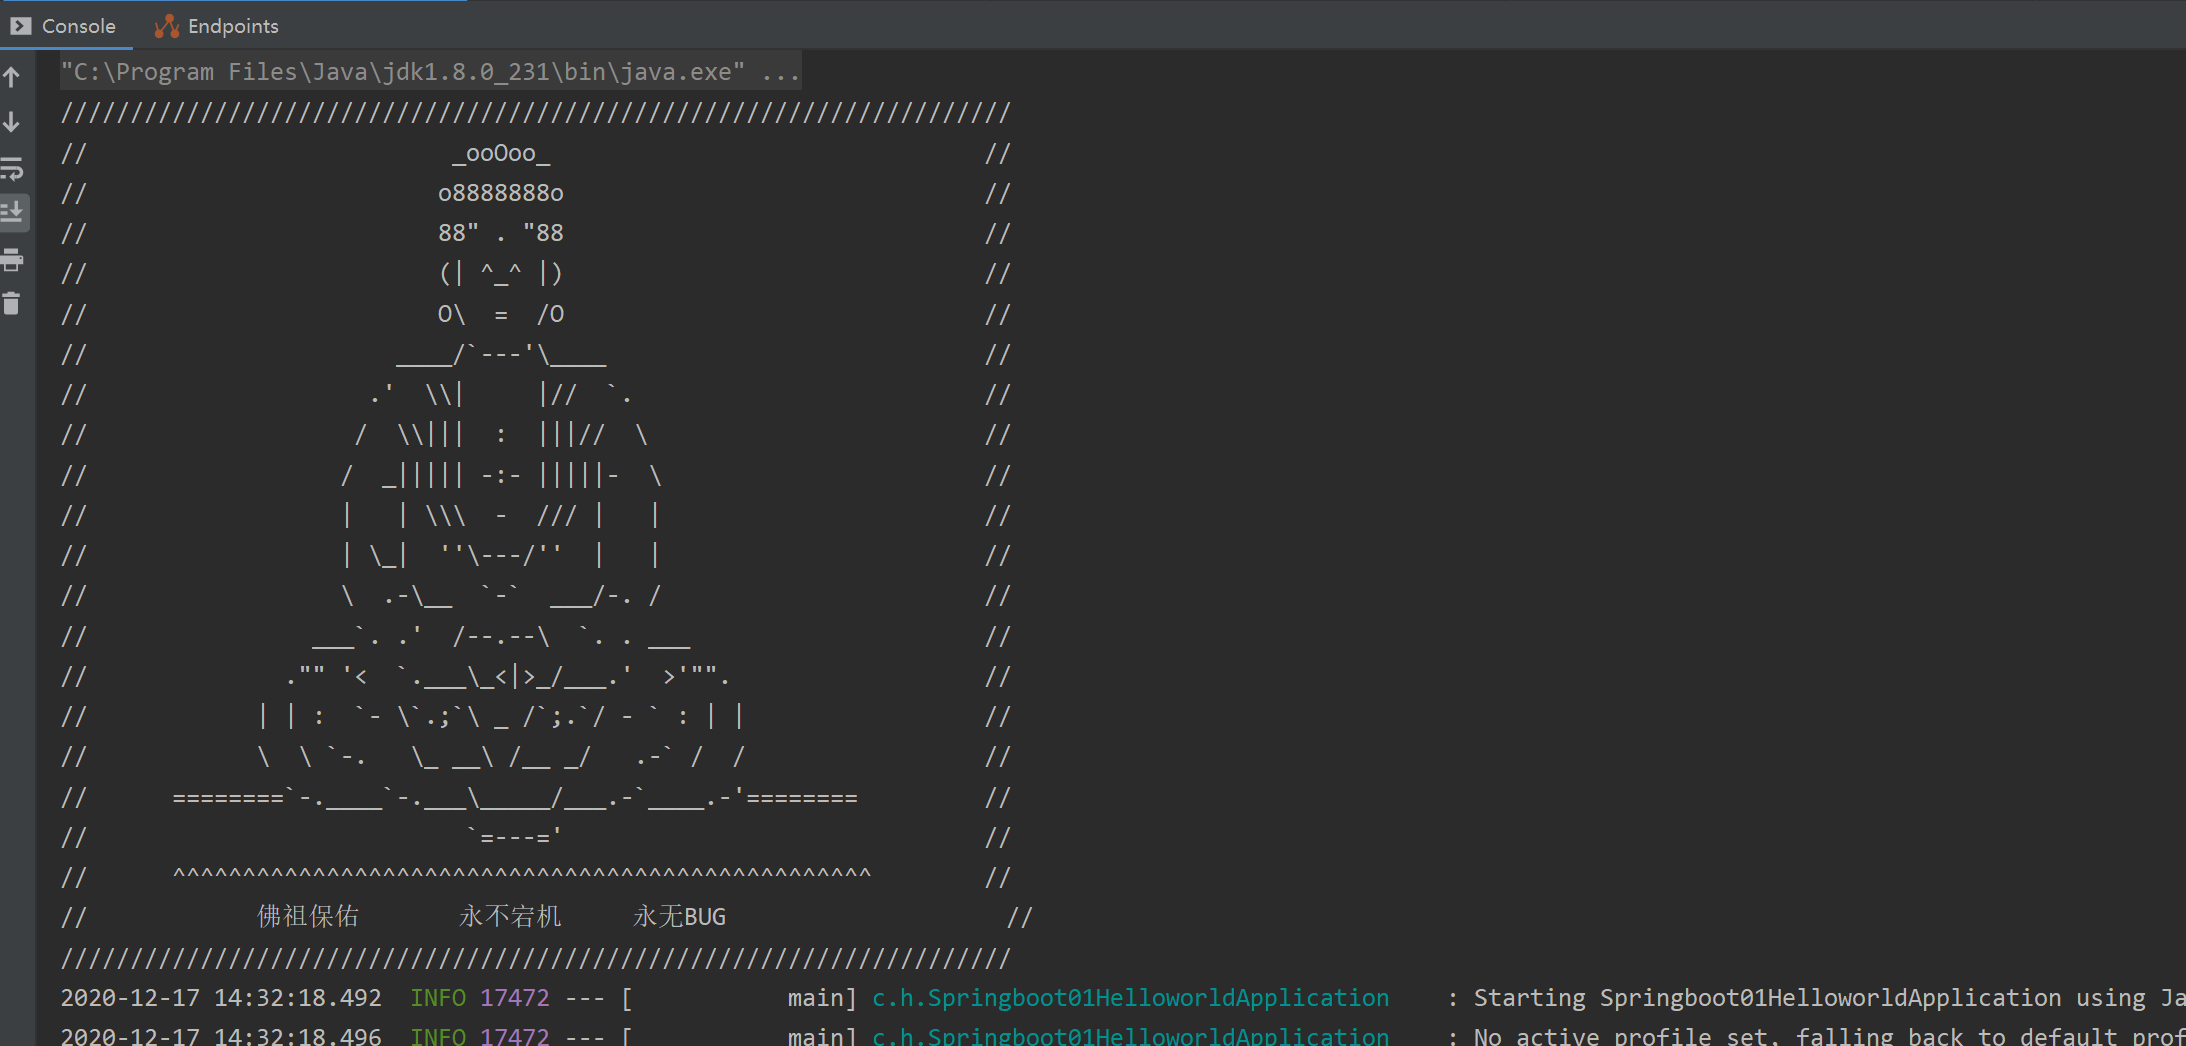 Console Endpoints
"C:\Program Files\Java\jdk1.8.0_231\bin\java.exe" ...
////////////////////////////////////////////////////////////////////
//                          _ooOoo_                               //
//                         o8888888o                              //
//                         88" . "88                              //
//                         (| ^_^ |)                              //
//                         O\  =  /O                              //
//                      ____/`---'\____                           //
//                    .'  \\|     |//  `.                         //
//                   /  \\|||  :  |||//  \                        //
//                  /  _||||| -:- |||||-  \                       //
//                  |   | \\\  -  /// |   |                       //
//                  | \_|  ''\---/''  |   |                       //
//                  \  .-\__  `-`  ___/-. /                       //
//                ___`. .'  /--.--\  `. . ___                     //
//              ."" '<  `.___\_<|>_/___.'  >'"".                  //
//            | | :  `- \`.;`\ _ /`;.`/ - ` : | |                 //
//            \  \ `-.   \_ __\ /__ _/   .-` /  /                 //
//      ========`-.____`-.___\_____/___.-`____.-'========         //
//                           `=---='                              //
//      ^^^^^^^^^^^^^^^^^^^^^^^^^^^^^^^^^^^^^^^^^^^^^^^^^^        //
//            佛祖保佑       永不宕机     永无BUG                    //
////////////////////////////////////////////////////////////////////
2020-12-17 14:32:18.492  INFO 17472 --- [           main] c.h.Springboot01HelloworldApplication    : Starting Springboot01HelloworldApplication using Ja
2020-12-17 14:32:18.496  INFO 17472 --- [           main] c.h.Springboot01HelloworldApplication    : No active profile set, falling back to default prof